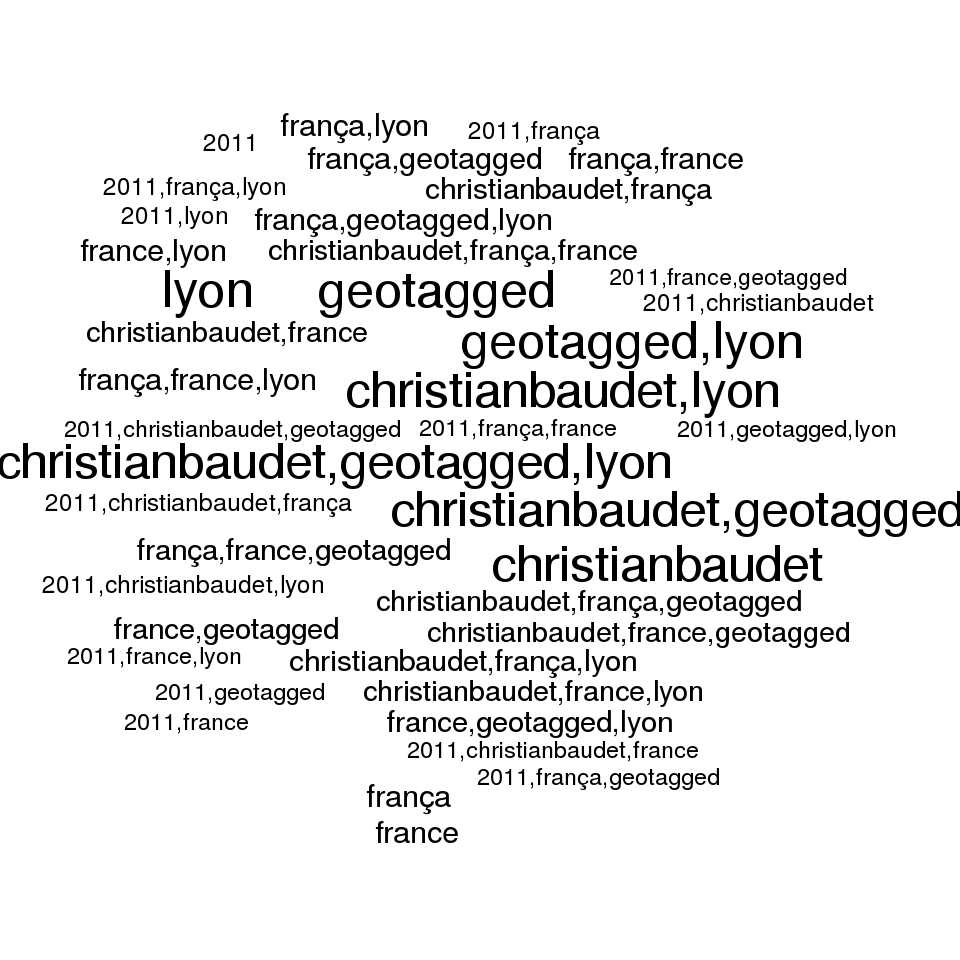 frança,lyon
2011
2011,frança
frança,geotagged
frança,france
2011,frança,lyon
christianbaudet,frança
2011,lyon
frança,geotagged,lyon
france,lyon
christianbaudet,frança,france
2011,france,geotagged
lyon
geotagged
2011,christianbaudet
christianbaudet,france
geotagged,lyon
frança,france,lyon
christianbaudet,lyon
2011,christianbaudet,geotagged
2011,frança,france
2011,geotagged,lyon
christianbaudet,geotagged,lyon
2011,christianbaudet,frança
christianbaudet,geotagged
frança,france,geotagged
christianbaudet
2011,christianbaudet,lyon
christianbaudet,frança,geotagged
france,geotagged
christianbaudet,france,geotagged
2011,france,lyon
christianbaudet,frança,lyon
2011,geotagged
christianbaudet,france,lyon
2011,france
france,geotagged,lyon
2011,christianbaudet,france
2011,frança,geotagged
frança
france